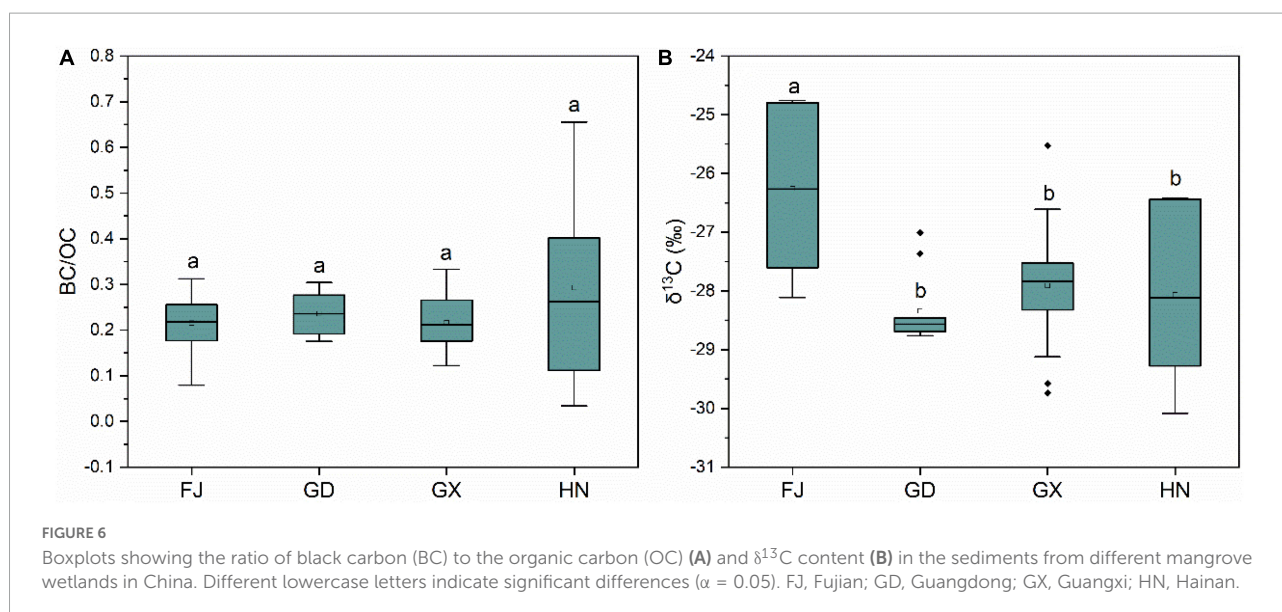 A
B
0.8
0.7
0.6
0.5
0.4
0.3
0.2
0.1
0.0
-0.1
BC/OC
a
a
a
a
FJ
GD
GX
HN
-24
-25
-26
-27
-28
-29
-30
-31
δ¹³C (‰)
a
b
b
b
FJ
GD
GX
HN
FIGURE 6
Boxplots showing the ratio of black carbon (BC) to the organic carbon (OC) (A) and δ¹³C content (B) in the sediments from different mangrove
wetlands in China. Different lowercase letters indicate significant differences (α = 0.05). FJ, Fujian; GD, Guangdong; GX, Guangxi; HN, Hainan.